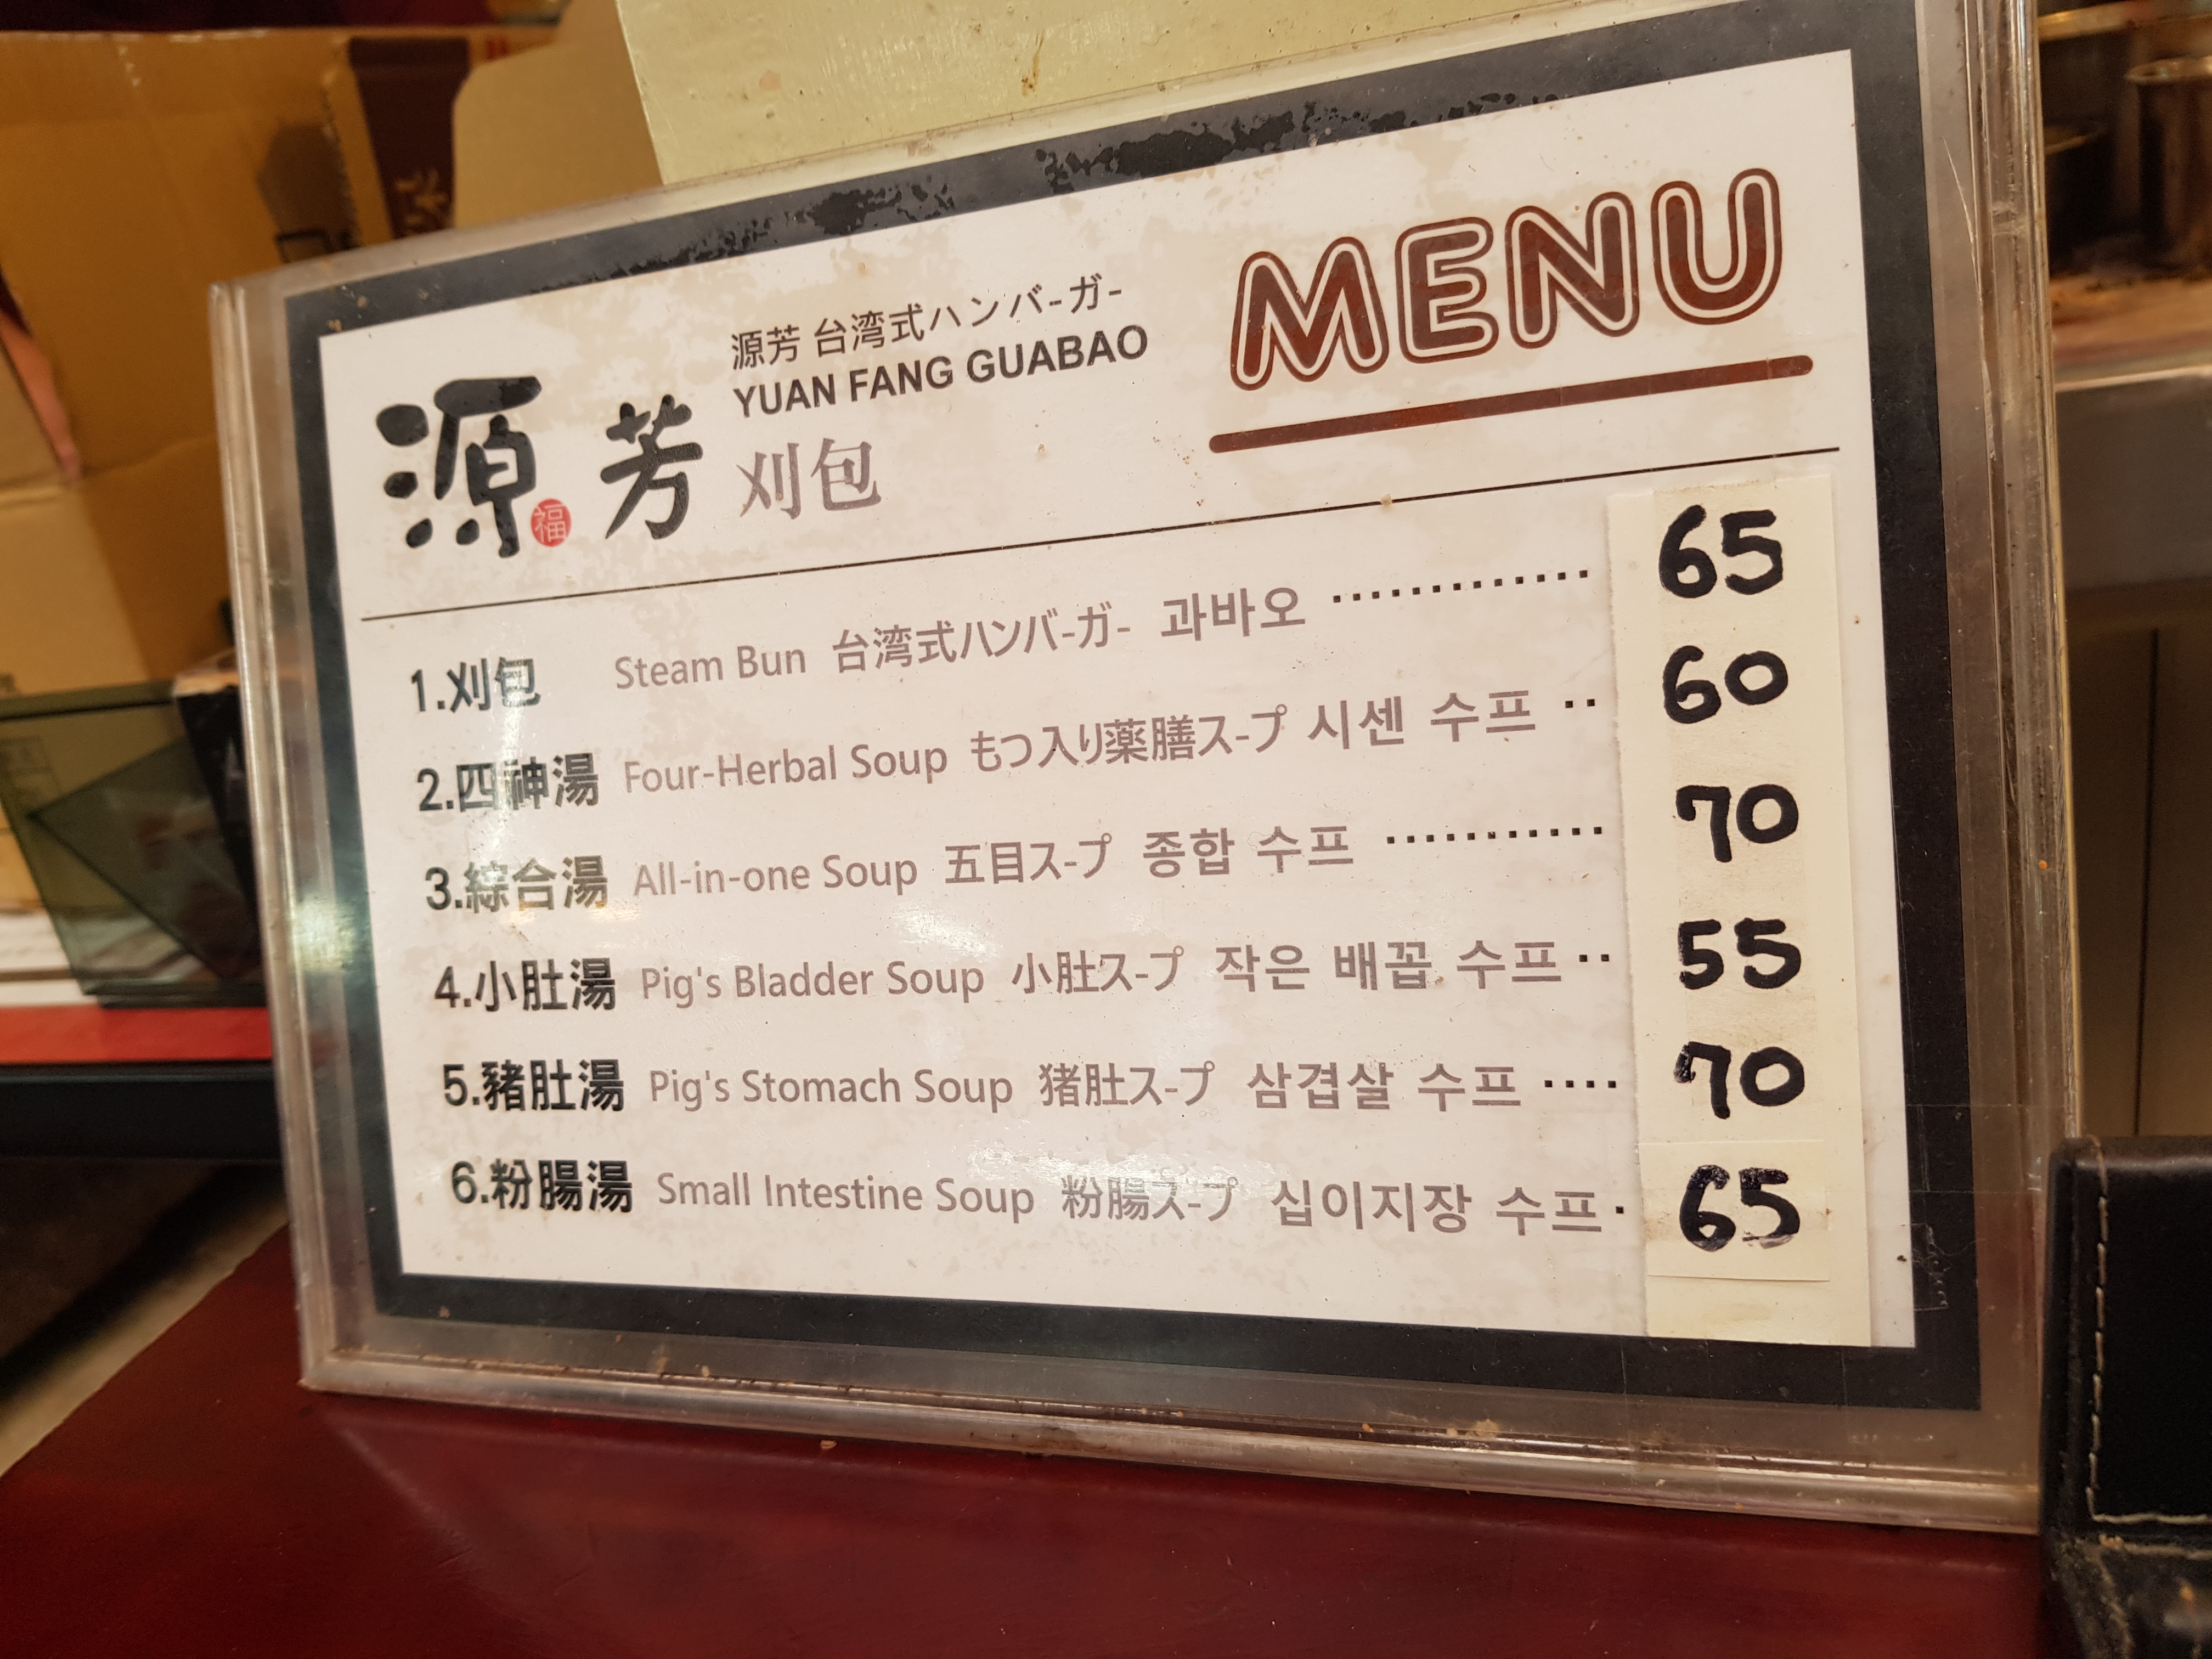 源芳 台湾式ハンバ-ガ-
YUAN FANG GUABAO
MENU
源芳 刈包
福
1.刈包 Steam Bun 台湾式ハンバ-ガ- 과바오 ············· 65
2.四神湯 Four-Herbal Soup もつ入り薬膳ス-プ 시센 수프 ·· 60
3.綜合湯 All-in-one Soup 五目ス-プ 종합 수프 ··········· 70
4.小肚湯 Pig's Bladder Soup 小肚ス-プ 작은 배꼽 수프 ·· 55
5.豬肚湯 Pig's Stomach Soup 猪肚ス-プ 삼겹살 수프 ···· 70
6.粉腸湯 Small Intestine Soup 粉腸ス-プ 십이지장 수프 · 65